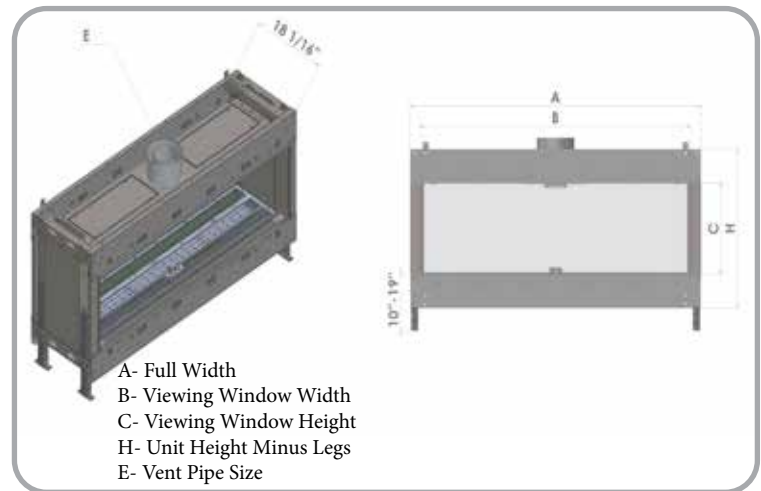 E
18 1/16"
A
B
C
H
10"-19"
A- Full Width
B- Viewing Window Width
C- Viewing Window Height
H- Unit Height Minus Legs
E- Vent Pipe Size